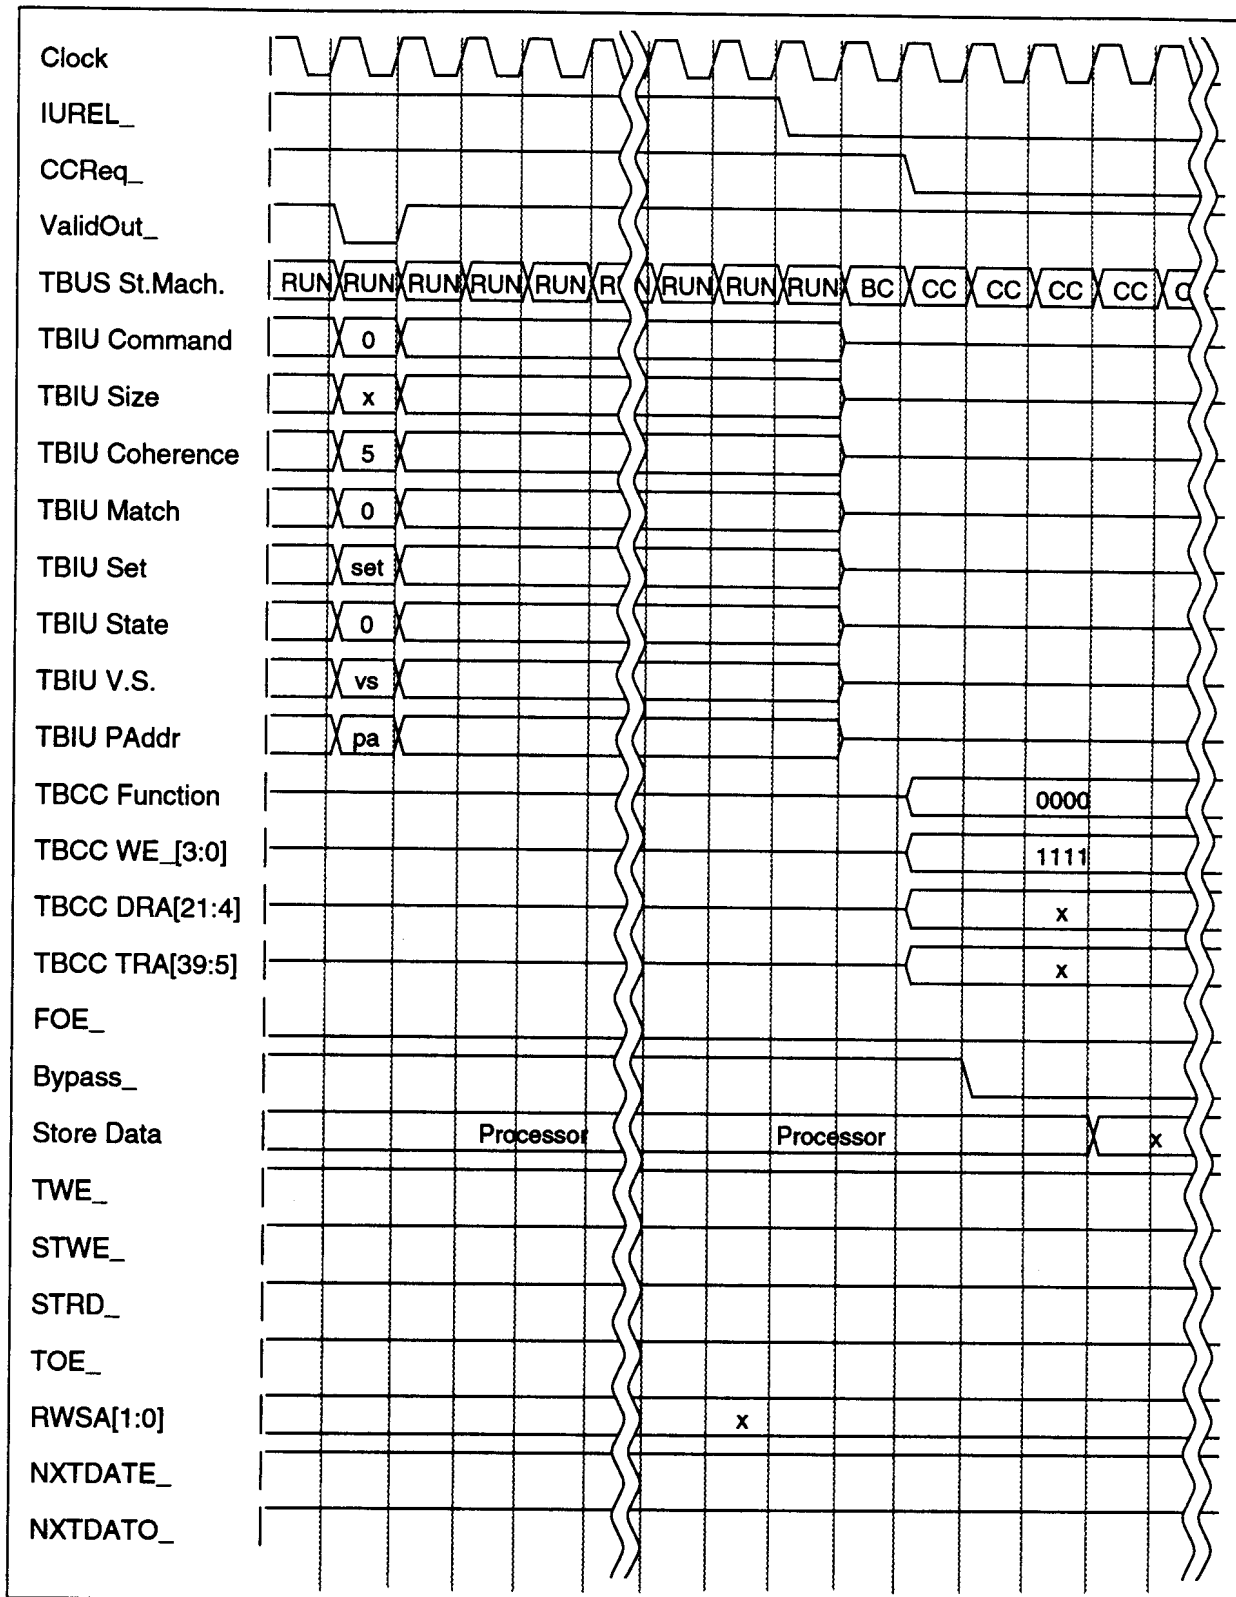 Clock
IUREL_
CCReq_
ValidOut_
TBUS St.Mach. RUN RUN RUN RUN RUN RUN RUN RUN BC CC CC CC CC
TBIU Command 0
TBIU Size x
TBIU Coherence 5
TBIU Match 0
TBIU Set set
TBIU State 0
TBIU V.S. vs
TBIU PAddr pa
TBCC Function 0000
TBCC WE_[3:0] 1111
TBCC DRA[21:4] x
TBCC TRA[39:5] x
FOE_
Bypass_
Store Data Processor Processor x
TWE_
STWE_
STRD_
TOE_
RWSA[1:0] x
NXTDATE_
NXTDATO_